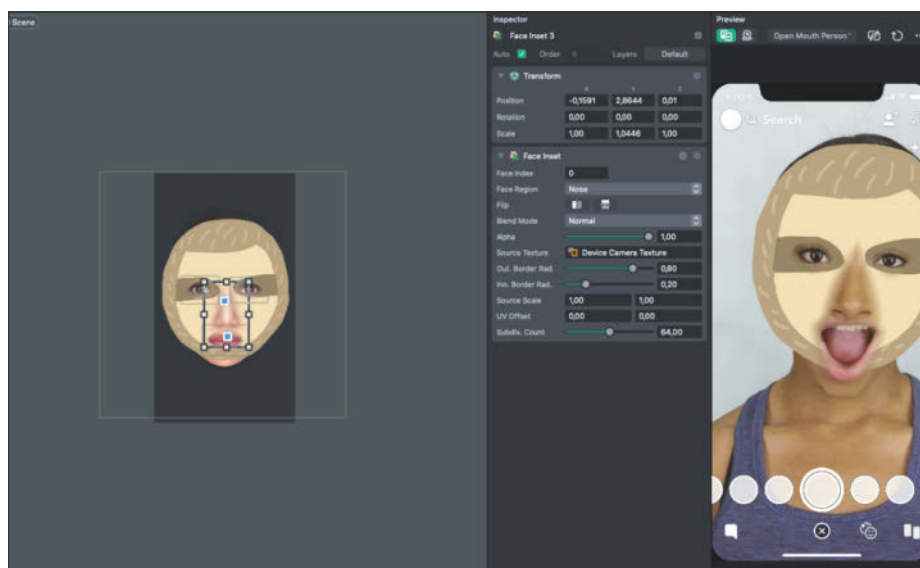 Scene
Inspector
Face Inset 3
Auto Order Layers Default
Transform
X Y Z
Position -0,1591 2,8644 0,01
Rotation 0,00 0,00 0,00
Scale 1,00 1,0446 1,00
Face Inset
Face Index 0
Face Region Nose
Flip
Blend Mode Normal
Alpha 1,00
Source Texture Device Camera Texture
Out. Border Rad. 0,80
Inn. Border Rad. 0,20
Source Scale 1,00 1,00
UV Offset 0,00 0,00
Subdiv. Count 64,00
Preview
Open Mouth Person
Search